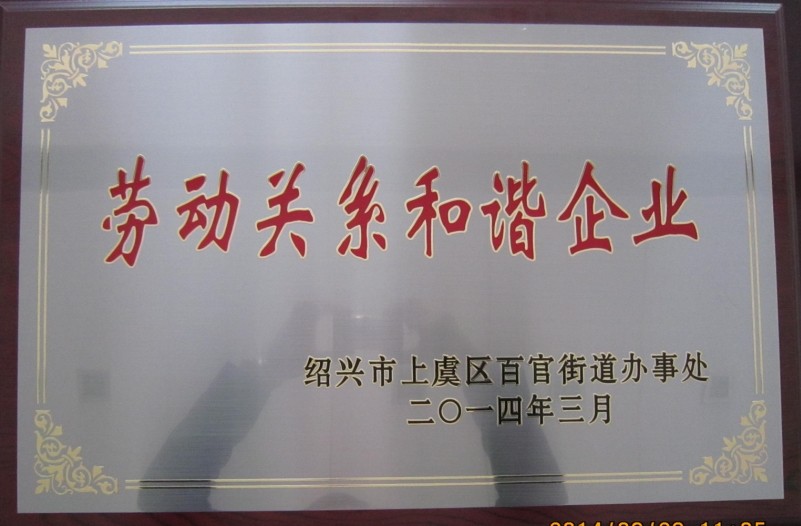 劳动关系和谐企业
绍兴市上虞区百官街道办事处
二〇一四年三月